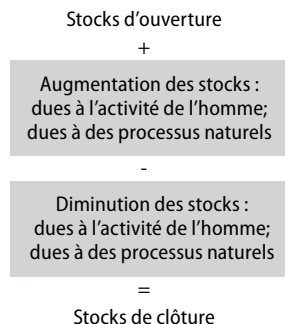 Stocks d’ouverture
+
Augmentation des stocks :
dues à l’activité de l’homme;
dues à des processus naturels
-
Diminution des stocks :
dues à l’activité de l’homme;
dues à des processus naturels
=
Stocks de clôture